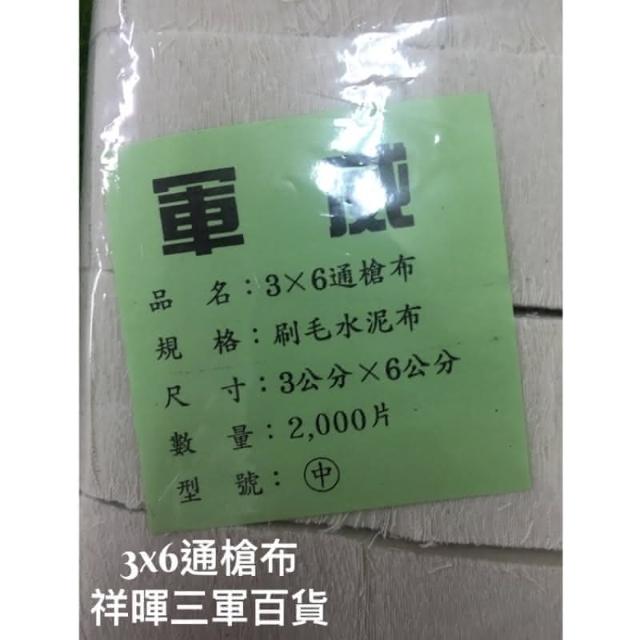 軍威
品名：3×6通槍布
規格：刷毛水泥布
尺寸：3公分×6公分
數量：2,000片
型號：㊥
3x6通槍布
祥暉三軍百貨